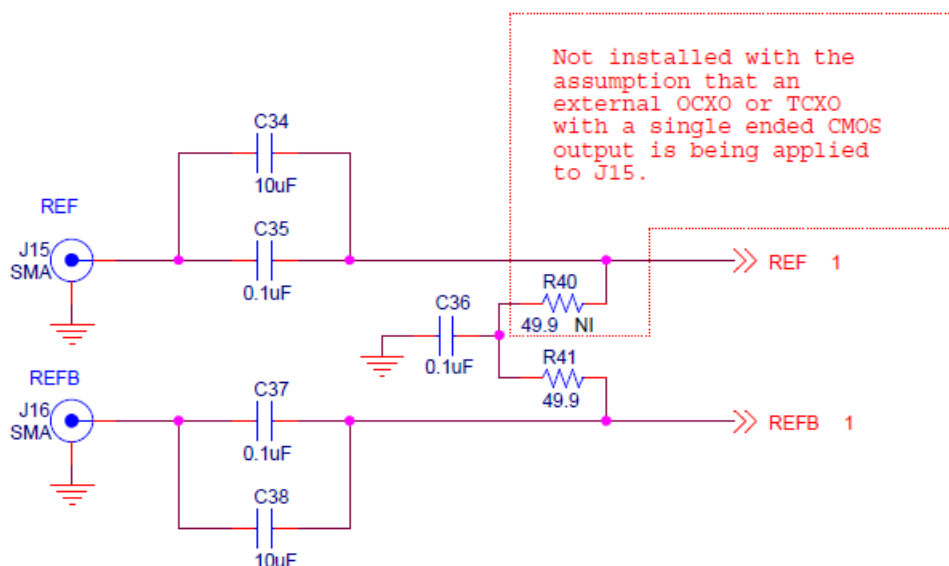 Not installed with the
assumption that an
external OCXO or TCXO
with a single ended CMOS
output is being applied
to J15.
C34
10uF
REF
J15
SMA
C35
0.1uF
REF 1
R40
49.9 NI
C36
0.1uF
R41
49.9
REFB
J16
SMA
C37
0.1uF
REFB 1
C38
10uF